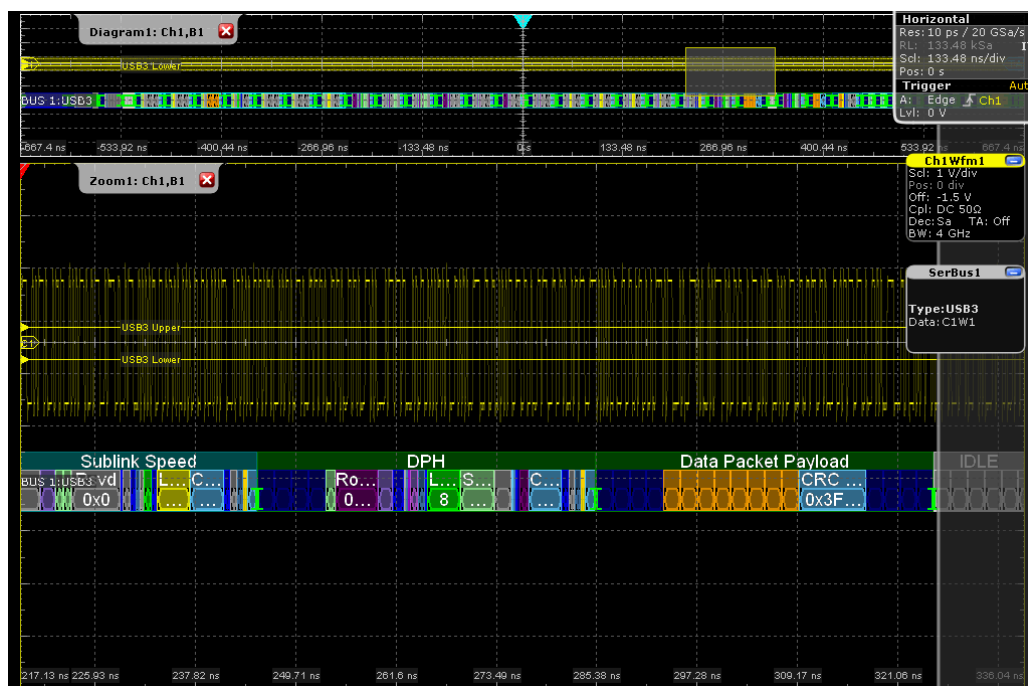 Diagram1: Ch1,B1
USB3 Lower
BUS 1:USB3
-667.4 ns -533.92 ns -400.44 ns -266.96 ns -133.48 ns 0 s 133.48 ns 266.96 ns 400.44 ns 533.92 ns 667.4 ns
Horizontal
Res: 10 ps / 20 GSa/s
RL: 133.48 kSa
Scl: 133.48 ns/div
Pos: 0 s
Trigger Aut
A: Edge Ch1
Lvl: 0 V
Zoom1: Ch1,B1
Ch1Wfm1
Scl: 1 V/div
Pos: 0 div
Off: -1.5 V
Cpl: DC 50Ω
Dec:Sa TA: Off
BW: 4 GHz
SerBus1
Type:USB3
Data:C1W1
USB3 Upper
C1
USB3 Lower
Sublink Speed DPH Data Packet Payload IDLE
BUS 1:USB3 vd L... C... Ro... L... S... C... CRC ...
0x0 ... ... 0... 8 ... ... 0x3F...
217.13 ns 225.93 ns 237.82 ns 249.71 ns 261.6 ns 273.49 ns 285.38 ns 297.28 ns 309.17 ns 321.06 ns 336.04 ns